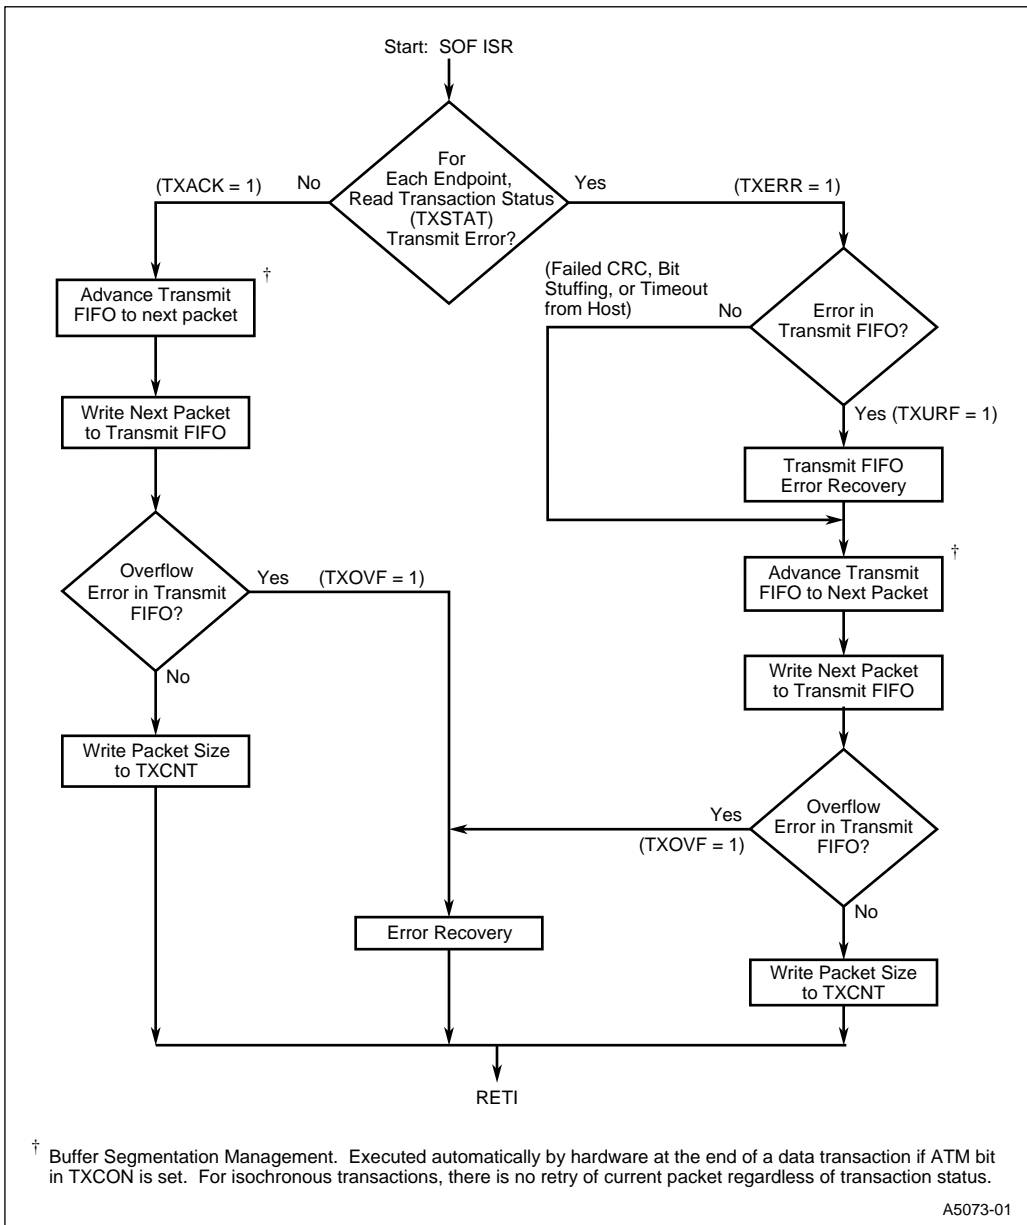 Start: SOF ISR
For
Each Endpoint,
Read Transaction Status
(TXSTAT)
Transmit Error?
(TXACK = 1)
No
Yes
(TXERR = 1)
†
Advance Transmit
FIFO to next packet
(Failed CRC, Bit
Stuffing, or Timeout
from Host)
No
Error in
Transmit FIFO?
Write Next Packet
to Transmit FIFO
Yes (TXURF = 1)
Transmit FIFO
Error Recovery
Overflow
Error in Transmit
FIFO?
Yes
(TXOVF = 1)
†
Advance Transmit
FIFO to Next Packet
No
Write Next Packet
to Transmit FIFO
Write Packet Size
to TXCNT
Yes
(TXOVF = 1)
Overflow
Error in Transmit
FIFO?
No
Error Recovery
Write Packet Size
to TXCNT
RETI
† Buffer Segmentation Management. Executed automatically by hardware at the end of a data transaction if ATM bit
in TXCON is set. For isochronous transactions, there is no retry of current packet regardless of transaction status.
A5073-01